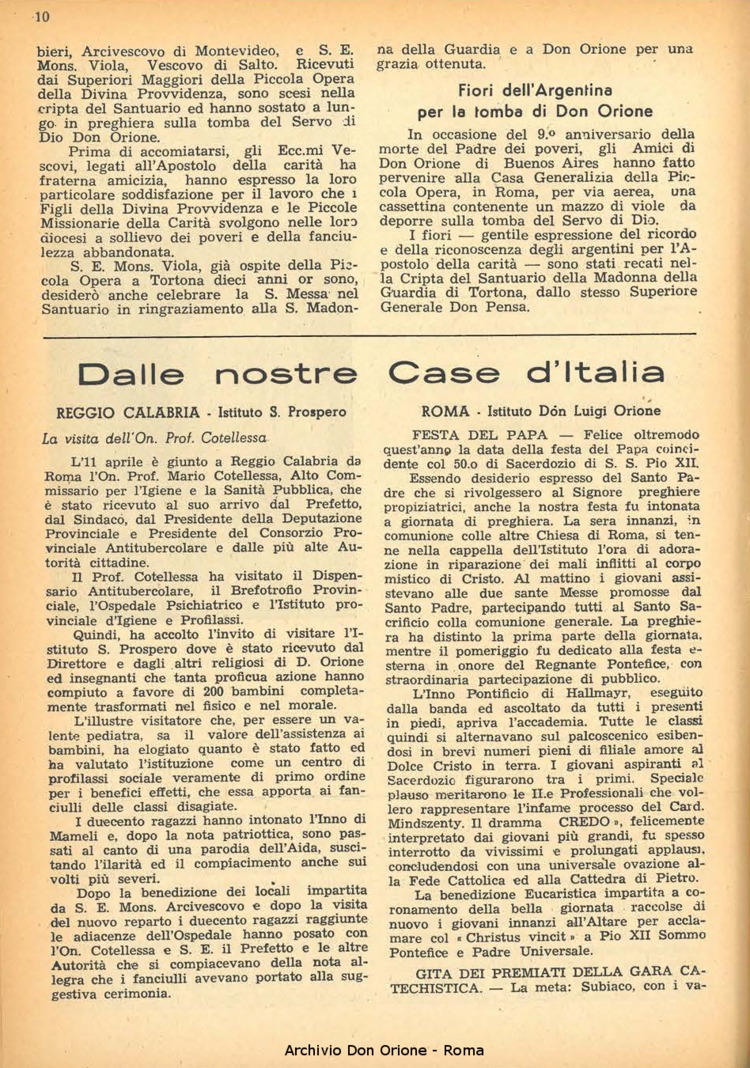 10
bieri, Arcivescovo di Montevideo, e S. E.
Mons. Viola, Vescovo di Salto. Ricevuti
dai Superiori Maggiori della Piccola Opera
della Divina Provvidenza, sono scesi nella
cripta del Santuario ed hanno sostato a lun-
go in preghiera sulla tomba del Servo di
Dio Don Orione.
Prima di accomiatarsi, gli Ecc.mi Ve-
scovi, legati all'Apostolo della carità ha
fraterna amicizia, hanno espresso la loro
particolare soddisfazione per il lavoro che i
Figli della Divina Provvidenza e le Piccole
Missionarie della Carità svolgono nelle loro
diocesi a sollievo dei poveri e della fanciu-
lezza abbandonata.
S. E. Mons. Viola, già ospite della Pic-
cola Opera a Tortona dieci anni or sono,
desiderò anche celebrare la S. Messa nel
Santuario in ringraziamento alla S. Madon-
na della Guardia e a Don Orione per una
grazia ottenuta.
Fiori dell'Argentina
per la tomba di Don Orione
In occasione del 9.º anniversario della
morte del Padre dei poveri, gli Amici di
Don Orione di Buenos Aires hanno fatto
pervenire alla Casa Generalizia della Pic-
cola Opera, in Roma, per via aerea, una
cassettina contenente un mazzo di viole da
deporre sulla tomba del Servo di Dio.
I fiori — gentile espressione del ricordo
e della riconoscenza degli argentini per l'A-
postolo della carità — sono stati recati nel-
la Cripta del Santuario della Madonna della
Guardia di Tortona, dallo stesso Superiore
Generale Don Pensa.
Dalle nostre Case d'Italia
REGGIO CALABRIA - Istituto S. Prospero
La visita dell'On. Prof. Cotellessa
L'11 aprile è giunto a Reggio Calabria da
Roma l'On. Prof. Mario Cotellessa, Alto Com-
missario per l'Igiene e la Sanità Pubblica, che
è stato ricevuto al suo arrivo dal Prefetto,
dal Sindaco, dal Presidente della Deputazione
Provinciale e Presidente del Consorzio Pro-
vinciale Antitubercolare e dalle più alte Au-
torità cittadine.
Il Prof. Cotellessa ha visitato il Dispen-
sario Antitubercolare, il Brefotrofio Provin-
ciale, l'Ospedale Psichiatrico e l'Istituto pro-
vinciale d'Igiene e Profilassi.
Quindi, ha accolto l'invito di visitare l'I-
stituto S. Prospero dove è stato ricevuto dal
Direttore e dagli altri religiosi di D. Orione
ed insegnanti che tanta proficua azione hanno
compiuto a favore di 200 bambini completa-
mente trasformati nel fisico e nel morale.
L'illustre visitatore che, per essere un va-
lente pediatra, sa il valore dell'assistenza ai
bambini, ha elogiato quanto è stato fatto ed
ha valutato l'istituzione come un centro di
profilassi sociale veramente di primo ordine
per i benefici effetti, che essa apporta ai fan-
ciulli delle classi disagiate.
I duecento ragazzi hanno intonato l'Inno di
Mameli e, dopo la nota patriottica, sono pas-
sati al canto di una parodia dell'Aida, susci-
tando l'ilarità ed il compiacimento anche sui
volti più severi.
Dopo la benedizione dei locali impartita
da S. E. Mons. Arcivescovo e dopo la visita
del nuovo reparto i duecento ragazzi raggiunte
le adiacenze dell'Ospedale hanno posato con
l'On. Cotellessa e S. E. il Prefetto e le altre
Autorità che si compiacevano della nota al-
legra che i fanciulli avevano portato alla sug-
gestiva cerimonia.
ROMA - Istituto Dón Luigi Orione
FESTA DEL PAPA — Felice oltremodo
quest'anno la data della festa del Papa coinci-
dente col 50.o di Sacerdozio di S. S. Pio XII.
Essendo desiderio espresso del Santo Pa-
dre che si rivolgessero al Signore preghiere
propiziatrici, anche la nostra festa fu intonata
a giornata di preghiera. La sera innanzi, in
comunione colle altre Chiesa di Roma, si ten-
ne nella cappella dell'Istituto l'ora di adora-
zione in riparazione dei mali inflitti al corpo
mistico di Cristo. Al mattino i giovani assi-
stevano alle due sante Messe promosse dal
Santo Padre, partecipando tutti al Santo Sa-
crificio colla comunione generale. La preghie-
ra ha distinto la prima parte della giornata,
mentre il pomeriggio fu dedicato alla festa e-
sterna in onore del Regnante Pontefice, con
straordinaria partecipazione di pubblico.
L'Inno Pontificio di Hallmayr, eseguito
dalla banda ed ascoltato da tutti i presenti
in piedi, apriva l'accademia. Tutte le classi
quindi si alternavano sul palcoscenico esiben-
dosi in brevi numeri pieni di filiale amore al
Dolce Cristo in terra. I giovani aspiranti al
Sacerdozio figurarono tra i primi. Speciale
plauso meritarono le II.e Professionali che vol-
lero rappresentare l'infame processo del Card.
Mindszenty. Il dramma CREDO », felicemente
interpretato dai giovani più grandi, fu spesso
interrotto da vivissimi e prolungati applausi,
concludendosi con una universale ovazione al-
la Fede Cattolica ed alla Cattedra di Pietro.
La benedizione Eucaristica impartita a co-
ronamento della bella giornata raccolse di
nuovo i giovani innanzi all'Altare per accla-
mare col « Christus vincit » a Pio XII Sommo
Pontefice e Padre Universale.
GITA DEI PREMIATI DELLA GARA CA-
TECHISTICA. — La meta: Subiaco, con i va-
Archivio Don Orione - Roma